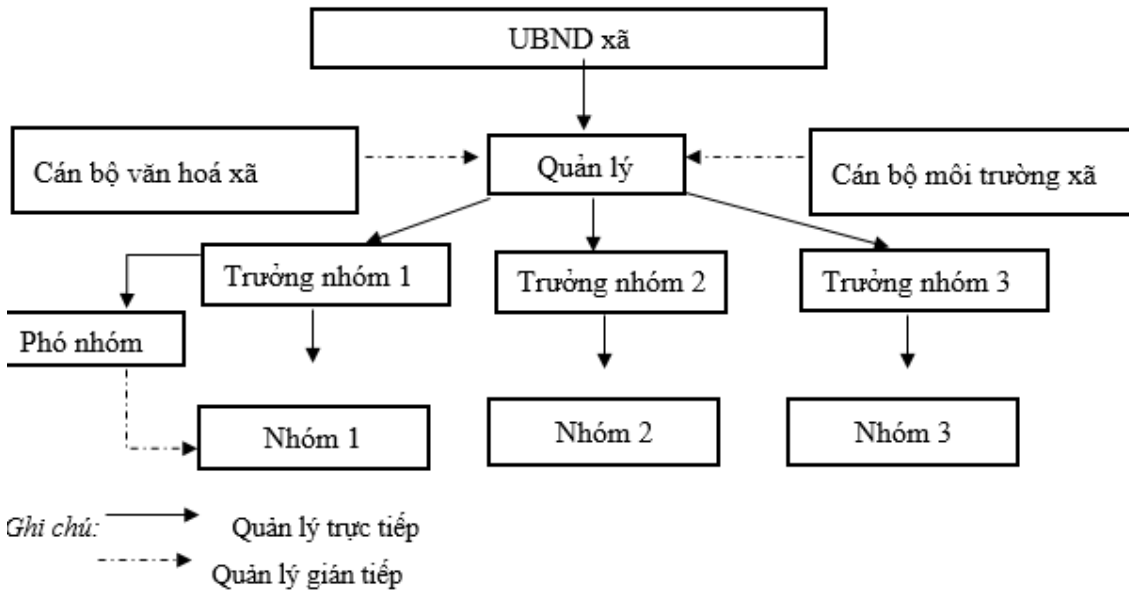 UBND xã
Cán bộ văn hoá xã
Quản lý
Cán bộ môi trường xã
Trưởng nhóm 1
Trưởng nhóm 2
Trưởng nhóm 3
Phó nhóm
Nhóm 1
Nhóm 2
Nhóm 3
Ghi chú: Quản lý trực tiếp
Quản lý gián tiếp